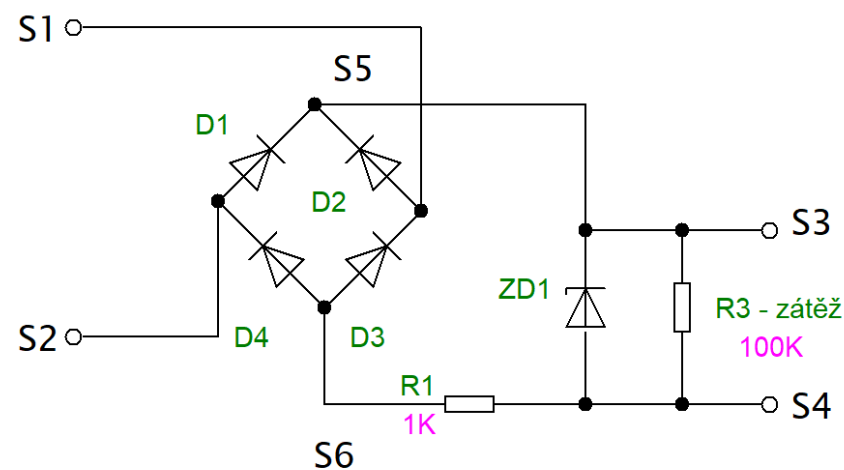 S1
S5
D1
D2
S3
ZD1
R3 - zátěž
100K
S2
D4
D3
R1
1K
S4
S6